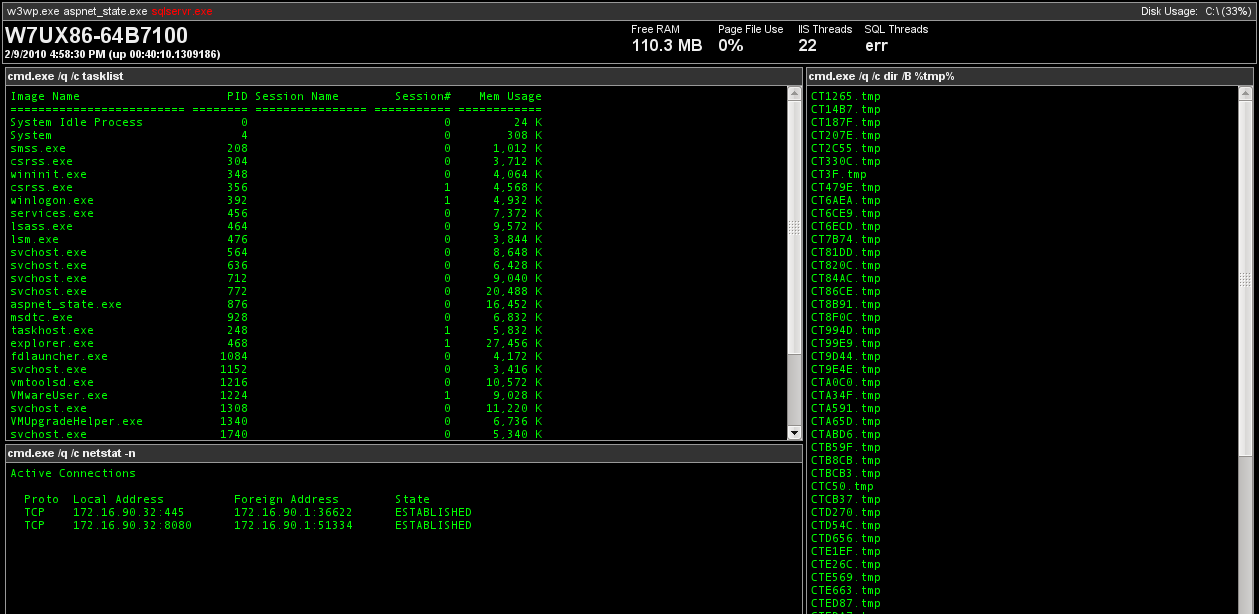 w3wp.exe aspnet_state.exe sqlservr.exe
Disk Usage: C:\ (33%)
W7UX86-64B7100
2/9/2010 4:58:30 PM (up 00:40:10.1309186)
Free RAM Page File Use IIS Threads SQL Threads
110.3 MB 0% 22 err
cmd.exe /q /c tasklist
Image Name PID Session Name Session# Mem Usage
========================= ======== ================ =========== ============
System Idle Process 0 0 24 K
System 4 0 308 K
smss.exe 208 0 1,012 K
csrss.exe 304 0 3,712 K
wininit.exe 348 0 4,064 K
csrss.exe 356 1 4,568 K
winlogon.exe 392 1 4,932 K
services.exe 456 0 7,372 K
lsass.exe 464 0 9,572 K
lsm.exe 476 0 3,844 K
svchost.exe 564 0 8,648 K
svchost.exe 636 0 6,428 K
svchost.exe 712 0 9,040 K
svchost.exe 772 0 20,488 K
aspnet_state.exe 876 0 16,452 K
msdtc.exe 928 0 6,832 K
taskhost.exe 248 1 5,832 K
explorer.exe 468 1 27,456 K
fdlauncher.exe 1084 0 4,172 K
svchost.exe 1152 0 3,416 K
vmtoolsd.exe 1216 0 10,572 K
VMwareUser.exe 1224 1 9,028 K
svchost.exe 1308 0 11,220 K
VMUpgradeHelper.exe 1340 0 6,736 K
svchost.exe 1740 0 5,340 K
cmd.exe /q /c netstat -n
Active Connections
Proto Local Address Foreign Address State
TCP 172.16.90.32:445 172.16.90.1:36622 ESTABLISHED
TCP 172.16.90.32:8080 172.16.90.1:51334 ESTABLISHED
cmd.exe /q /c dir /B %tmp%
CT1265.tmp
CT14B7.tmp
CT187F.tmp
CT207E.tmp
CT2C55.tmp
CT330C.tmp
CT3F.tmp
CT479E.tmp
CT6AEA.tmp
CT6CE9.tmp
CT6ECD.tmp
CT7B74.tmp
CT81DD.tmp
CT820C.tmp
CT84AC.tmp
CT86CE.tmp
CT8B91.tmp
CT8F0C.tmp
CT994D.tmp
CT99E9.tmp
CT9D44.tmp
CT9E4E.tmp
CTA0C0.tmp
CTA34F.tmp
CTA591.tmp
CTA65D.tmp
CTABD6.tmp
CTB59F.tmp
CTB8CB.tmp
CTBCB3.tmp
CTC50.tmp
CTCB37.tmp
CTD270.tmp
CTD54C.tmp
CTD656.tmp
CTE1EF.tmp
CTE26C.tmp
CTE569.tmp
CTE663.tmp
CTED87.tmp